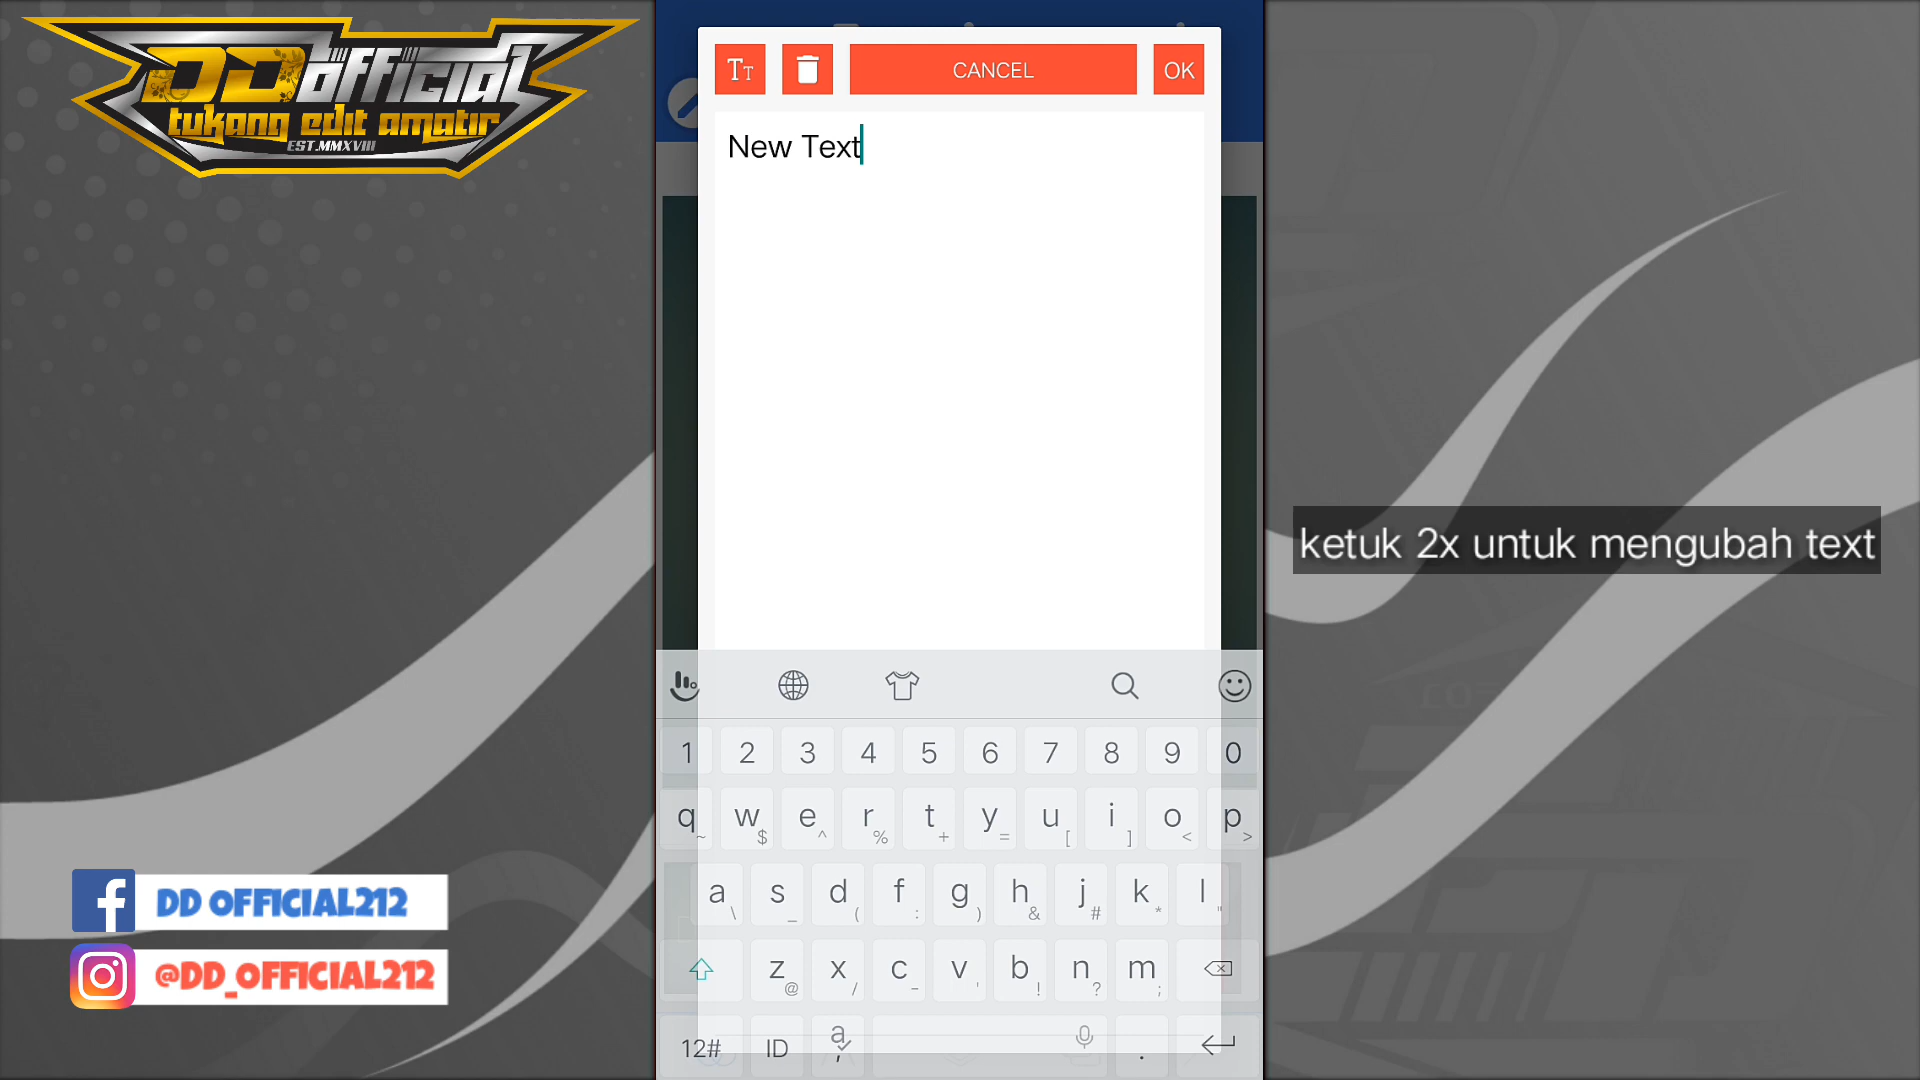 DD official
tukang edit amatir
EST.MMXVIII
TT
CANCEL
OK
New Text
ketuk 2x untuk mengubah text
1 2 3 4 5 6 7 8 9 0
q w e r t y u i o p
~ $ ^ % + = [ ] < >
a s d f g h j k l
\ _ ( : ) & # * "
z x c v b n m
@ / - ' ! ? ;
12# ID a , .
f DD OFFICIAL212
@DD_OFFICIAL212